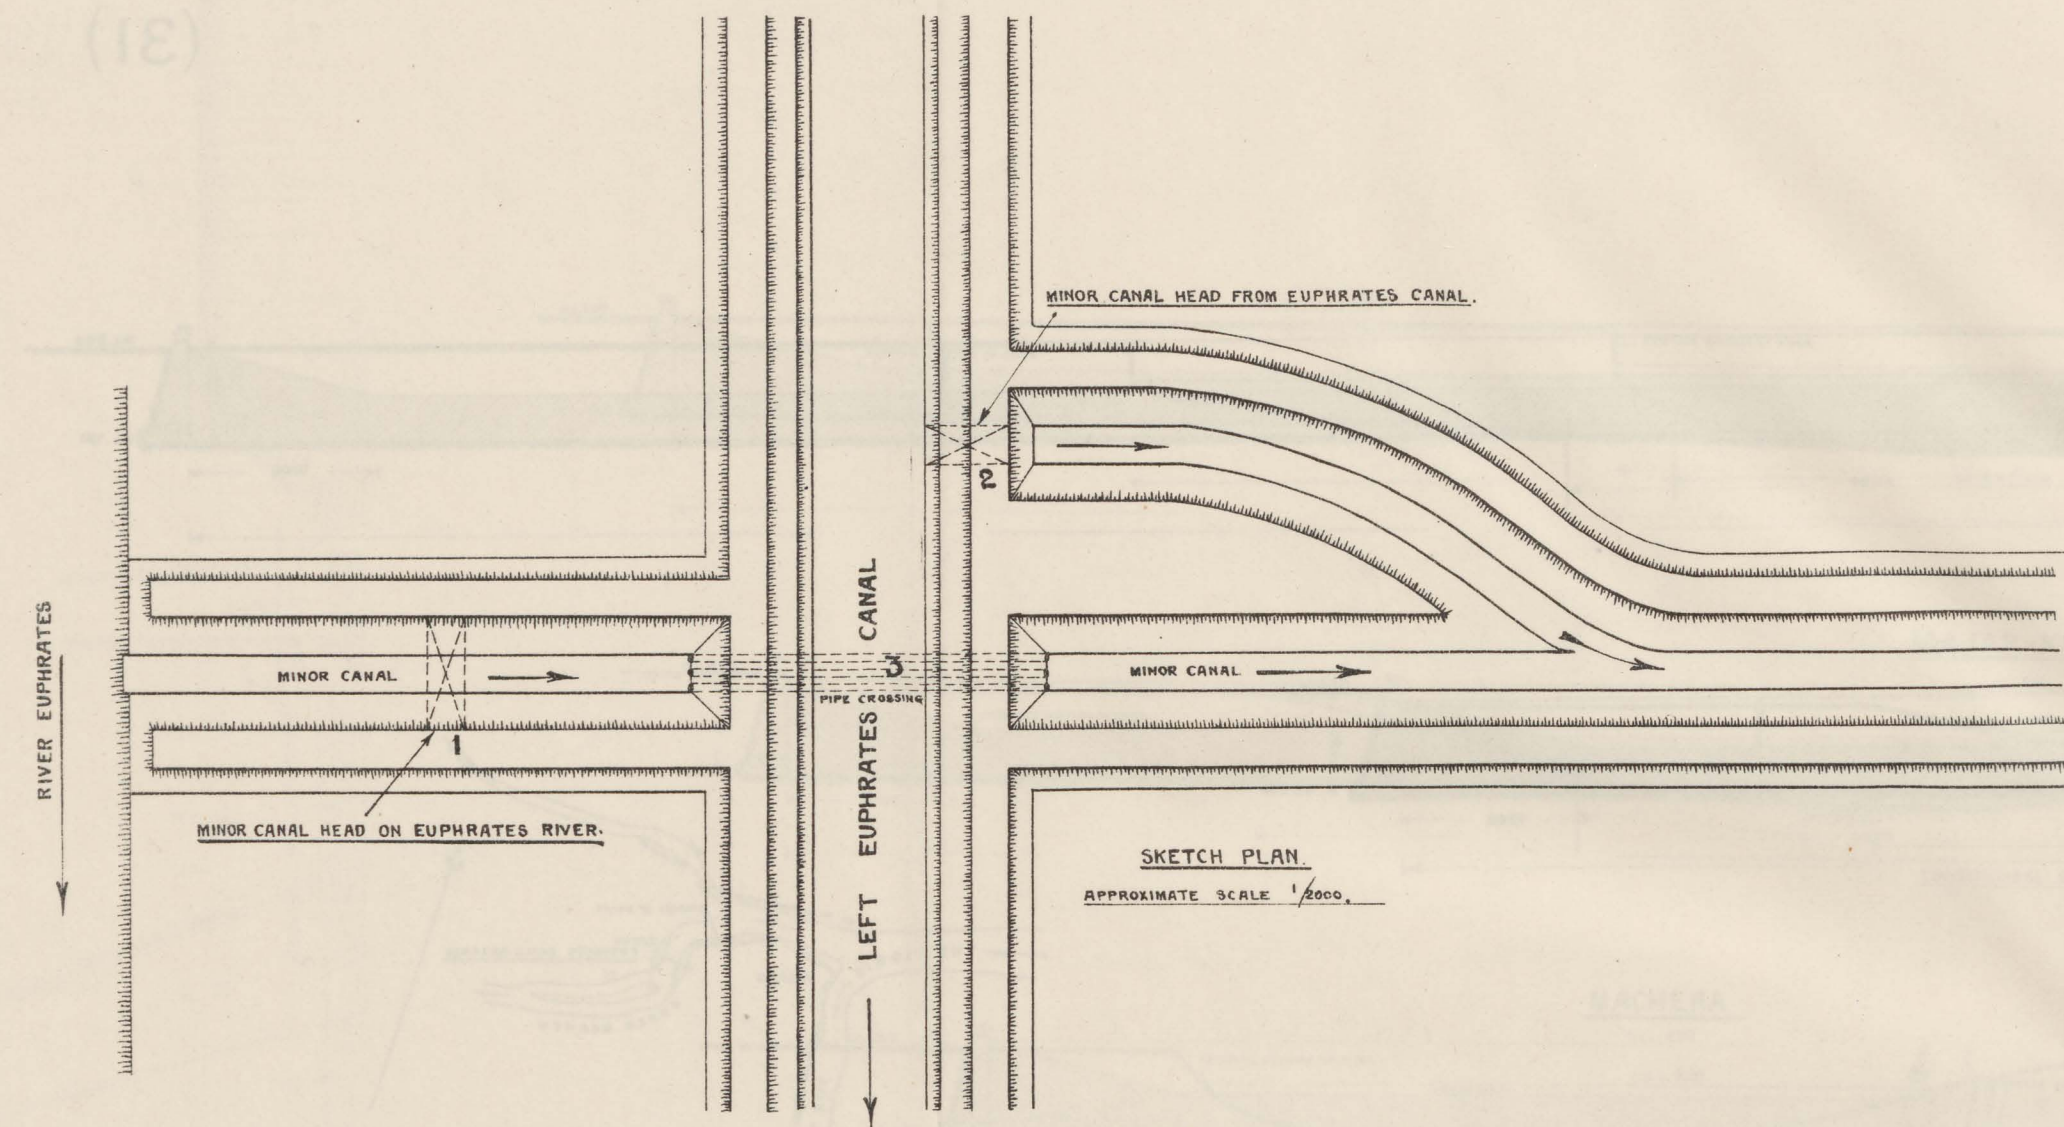 (31)
MINOR CANAL HEAD FROM EUPHRATES CANAL.
2
RIVER EUPHRATES
MINOR CANAL
1
MINOR CANAL HEAD ON EUPHRATES RIVER.
3
PIPE CROSSING
LEFT EUPHRATES CANAL
MINOR CANAL
SKETCH PLAN.
APPROXIMATE SCALE 1/2000.
MACHERA